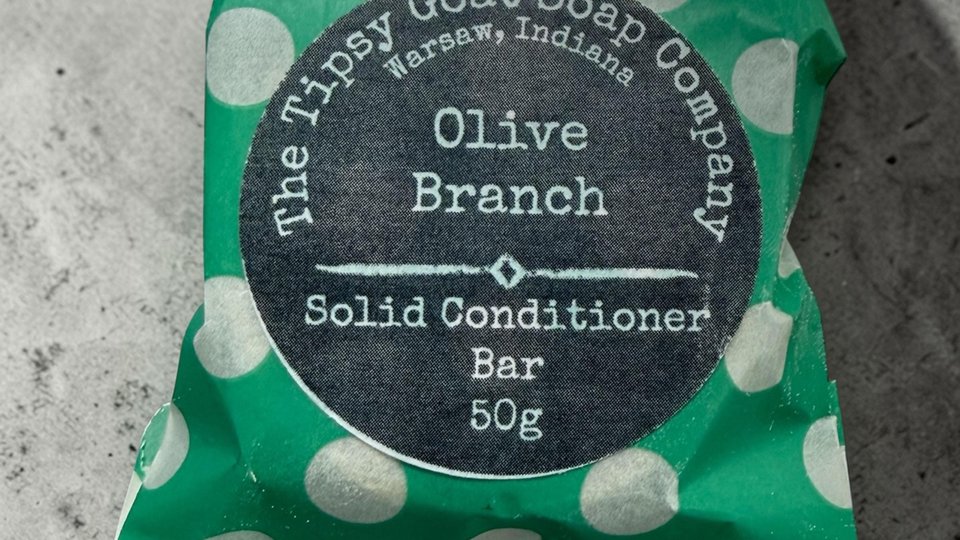 The Tipsy Goat Soap Company
Warsaw, Indiana
Olive
Branch
Solid Conditioner
Bar
50g